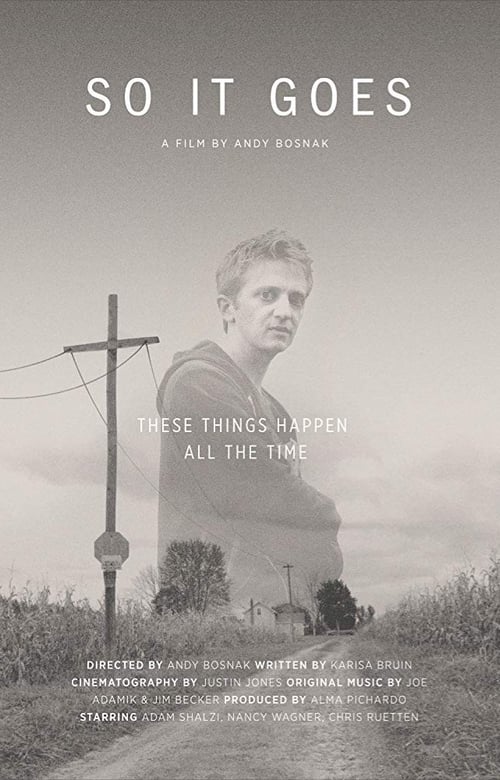 SO IT GOES
A FILM BY ANDY BOSNAK
THESE THINGS HAPPEN
ALL THE TIME
DIRECTED BY ANDY BOSNAK WRITTEN BY KARISA BRUIN
CINEMATOGRAPHY BY JUSTIN JONES ORIGINAL MUSIC BY JOE
ADAMIK & JIM BECKER PRODUCED BY ALMA PICHARDO
STARRING ADAM SHALZI, NANCY WAGNER, CHRIS RUETTEN